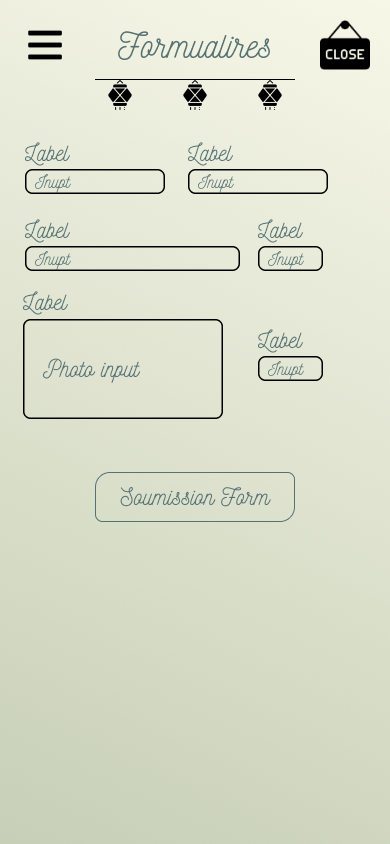 Formualires
CLOSE
Label Label
Inupt Inupt
Label Label
Inupt Inupt
Label
Label
Photo input
Inupt
Soumission Form